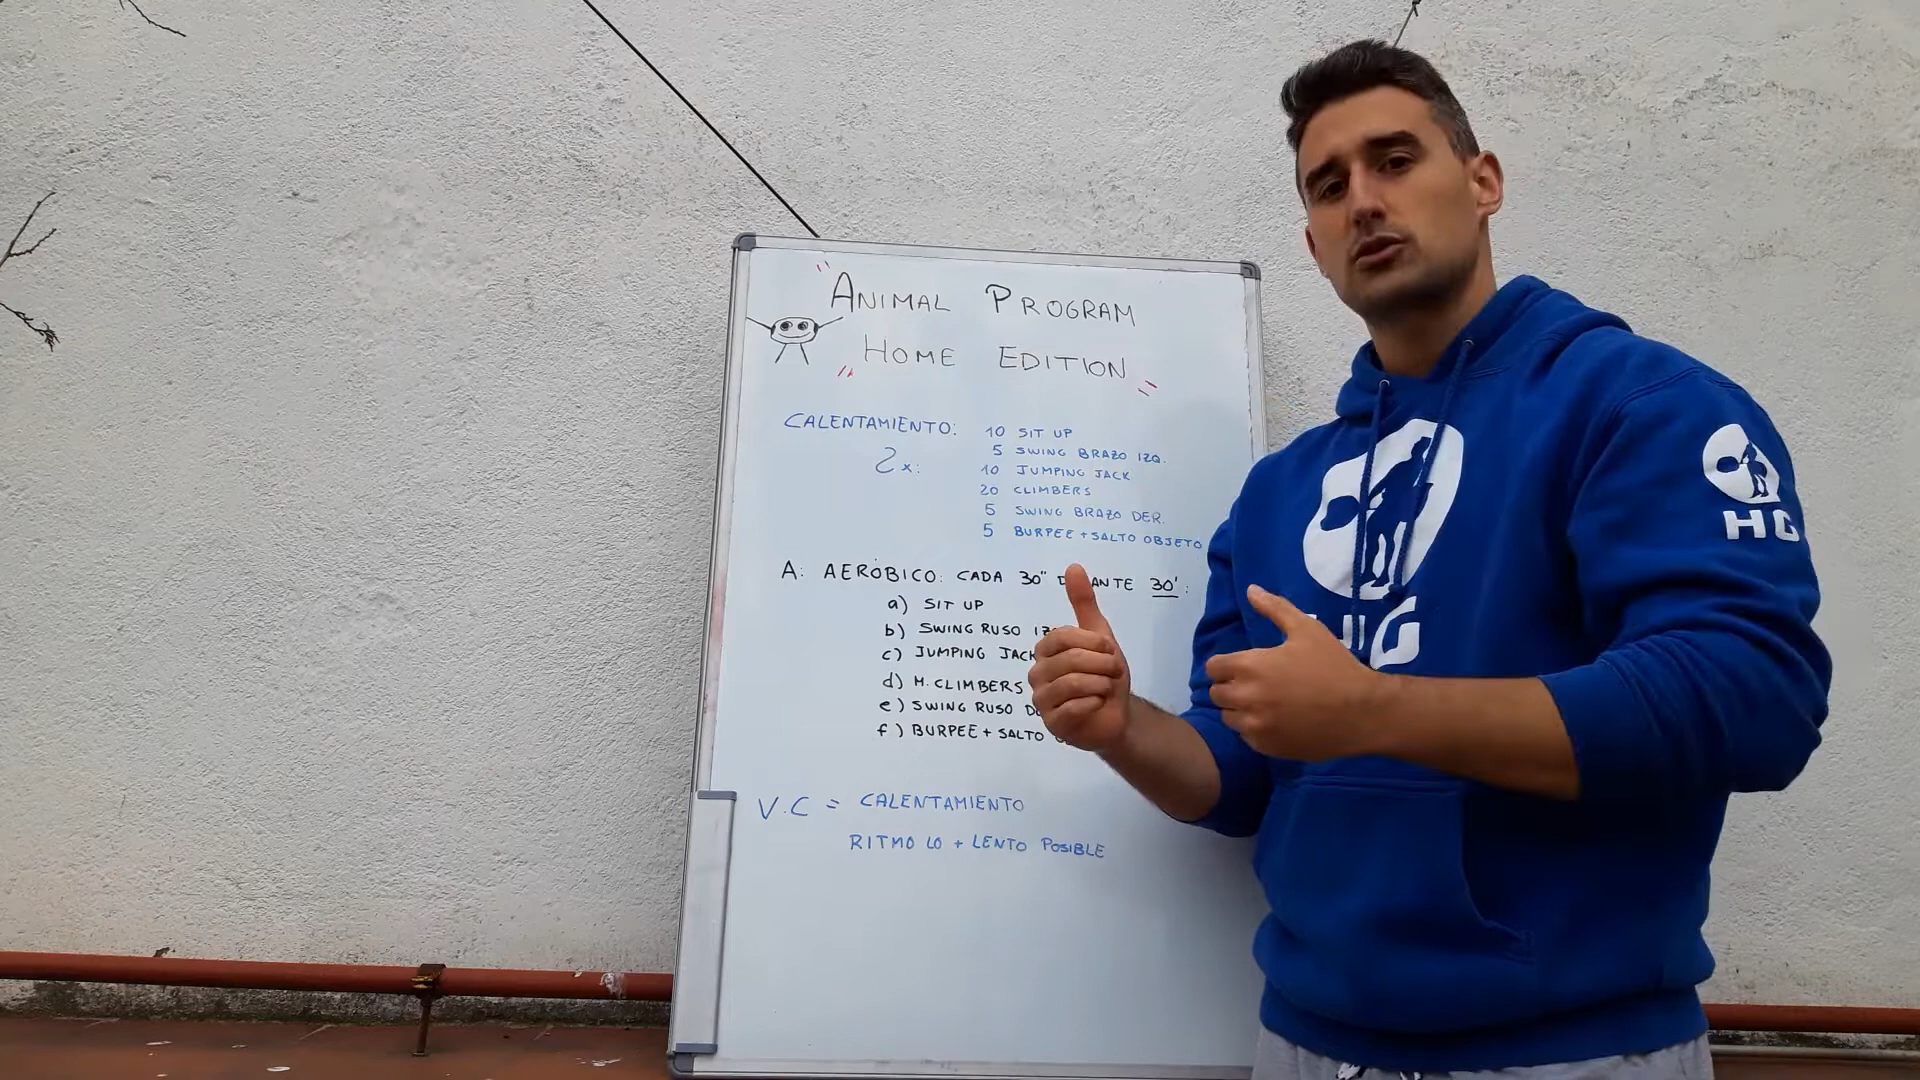 " ANIMAL PROGRAM
HOME EDITION "
CALENTAMIENTO: 10 SIT UP
2x: 5 SWING BRAZO IZQ.
10 JUMPING JACK
20 CLIMBERS
5 SWING BRAZO DER.
5 BURPEE + SALTO OBJETO
A: AERÓBICO: CADA 30" 30':
a) SIT UP
b) SWING RUSO
c) JUMPING JACK
d) M. CLIMBERS
e) SWING RUSO
f) BURPEE + SALTO
V.C = CALENTAMIENTO
RITMO LO + LENTO POSIBLE
HG